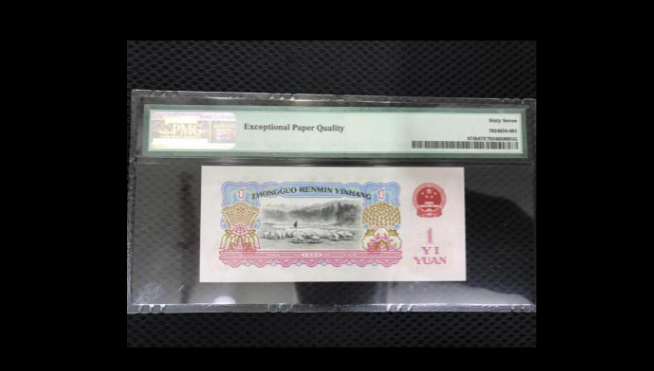 PMG
Exceptional Paper Quality
Sixty Seven
ZHONGGUO RENMIN YINHANG
1
1
1
YI
YUAN